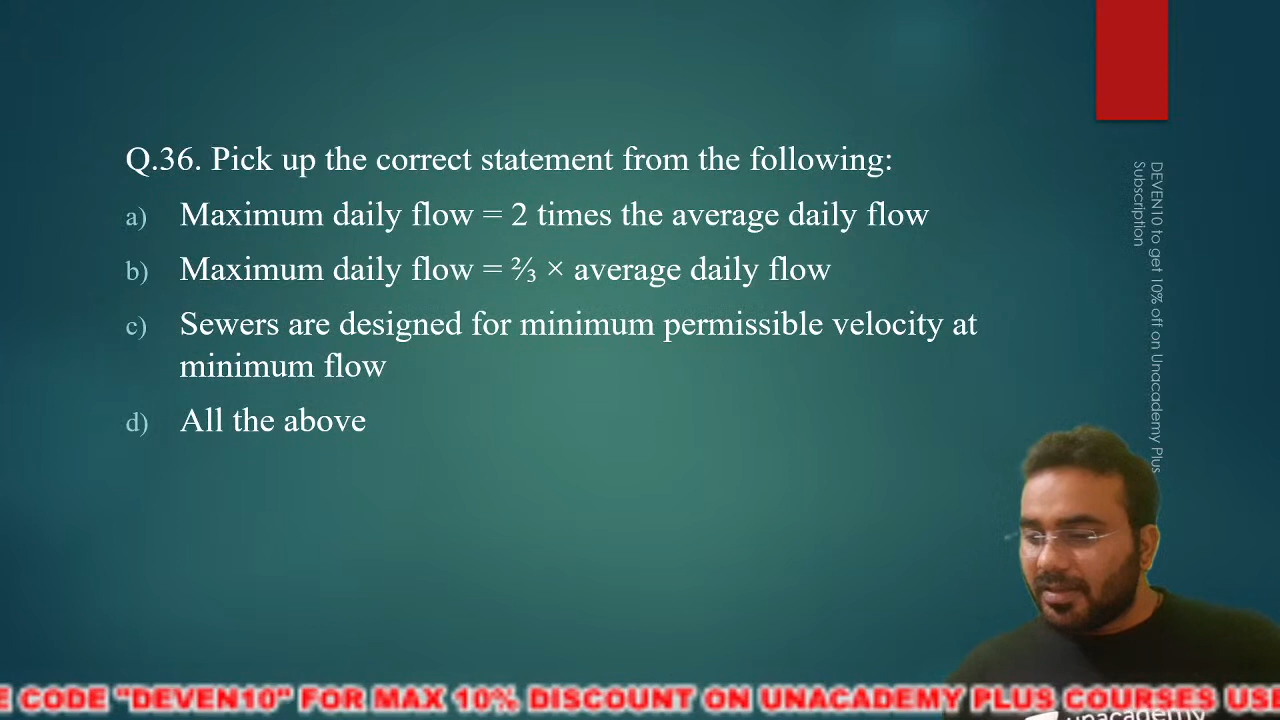 Q.36. Pick up the correct statement from the following:
a) Maximum daily flow = 2 times the average daily flow
b) Maximum daily flow = ⅔ × average daily flow
c) Sewers are designed for minimum permissible velocity at
minimum flow
d) All the above
DEVEN10 to get 10% off on Unacademy Plus
Subscription
unacademy
E CODE "DEVEN10" FOR MAX 10% DISCOUNT ON UNACADEMY PLUS COURSES USE